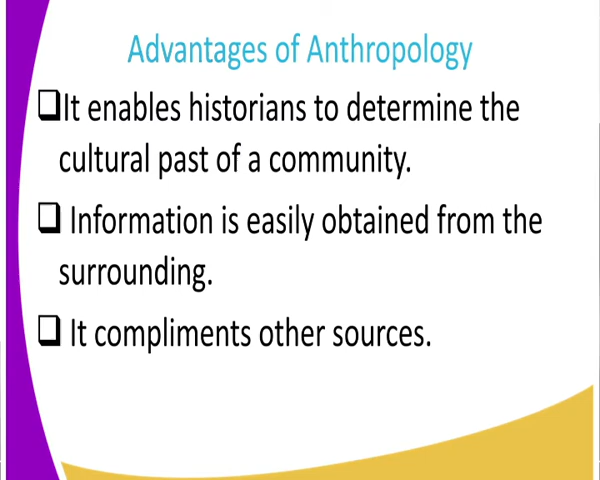 Advantages of Anthropology
❑It enables historians to determine the
cultural past of a community.
❑ Information is easily obtained from the
surrounding.
❑ It compliments other sources.